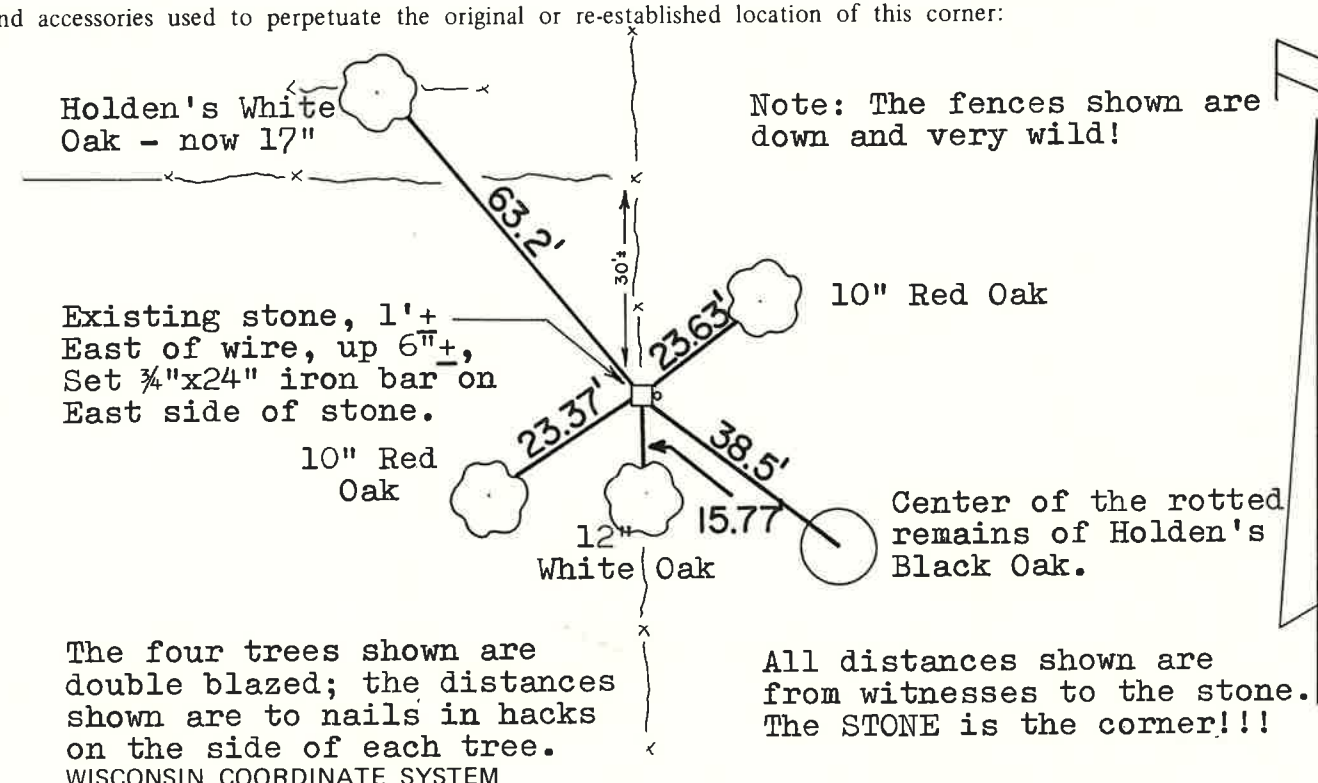 nd accessories used to perpetuate the original or re-established location of this corner:
Holden's White
Oak - now 17"
Note: The fences shown are
down and very wild!
63.2'
30'±
10" Red Oak
23.63'
Existing stone, 1'±
East of wire, up 6"±,
Set ¾"x24" iron bar on
East side of stone.
23.37'
38.5'
10" Red
Oak
15.77'
12"
White Oak
Center of the rotted
remains of Holden's
Black Oak.
The four trees shown are
double blazed; the distances
shown are to nails in hacks
on the side of each tree.
All distances shown are
from witnesses to the stone.
The STONE is the corner!!!
WISCONSIN COORDINATE SYSTEM